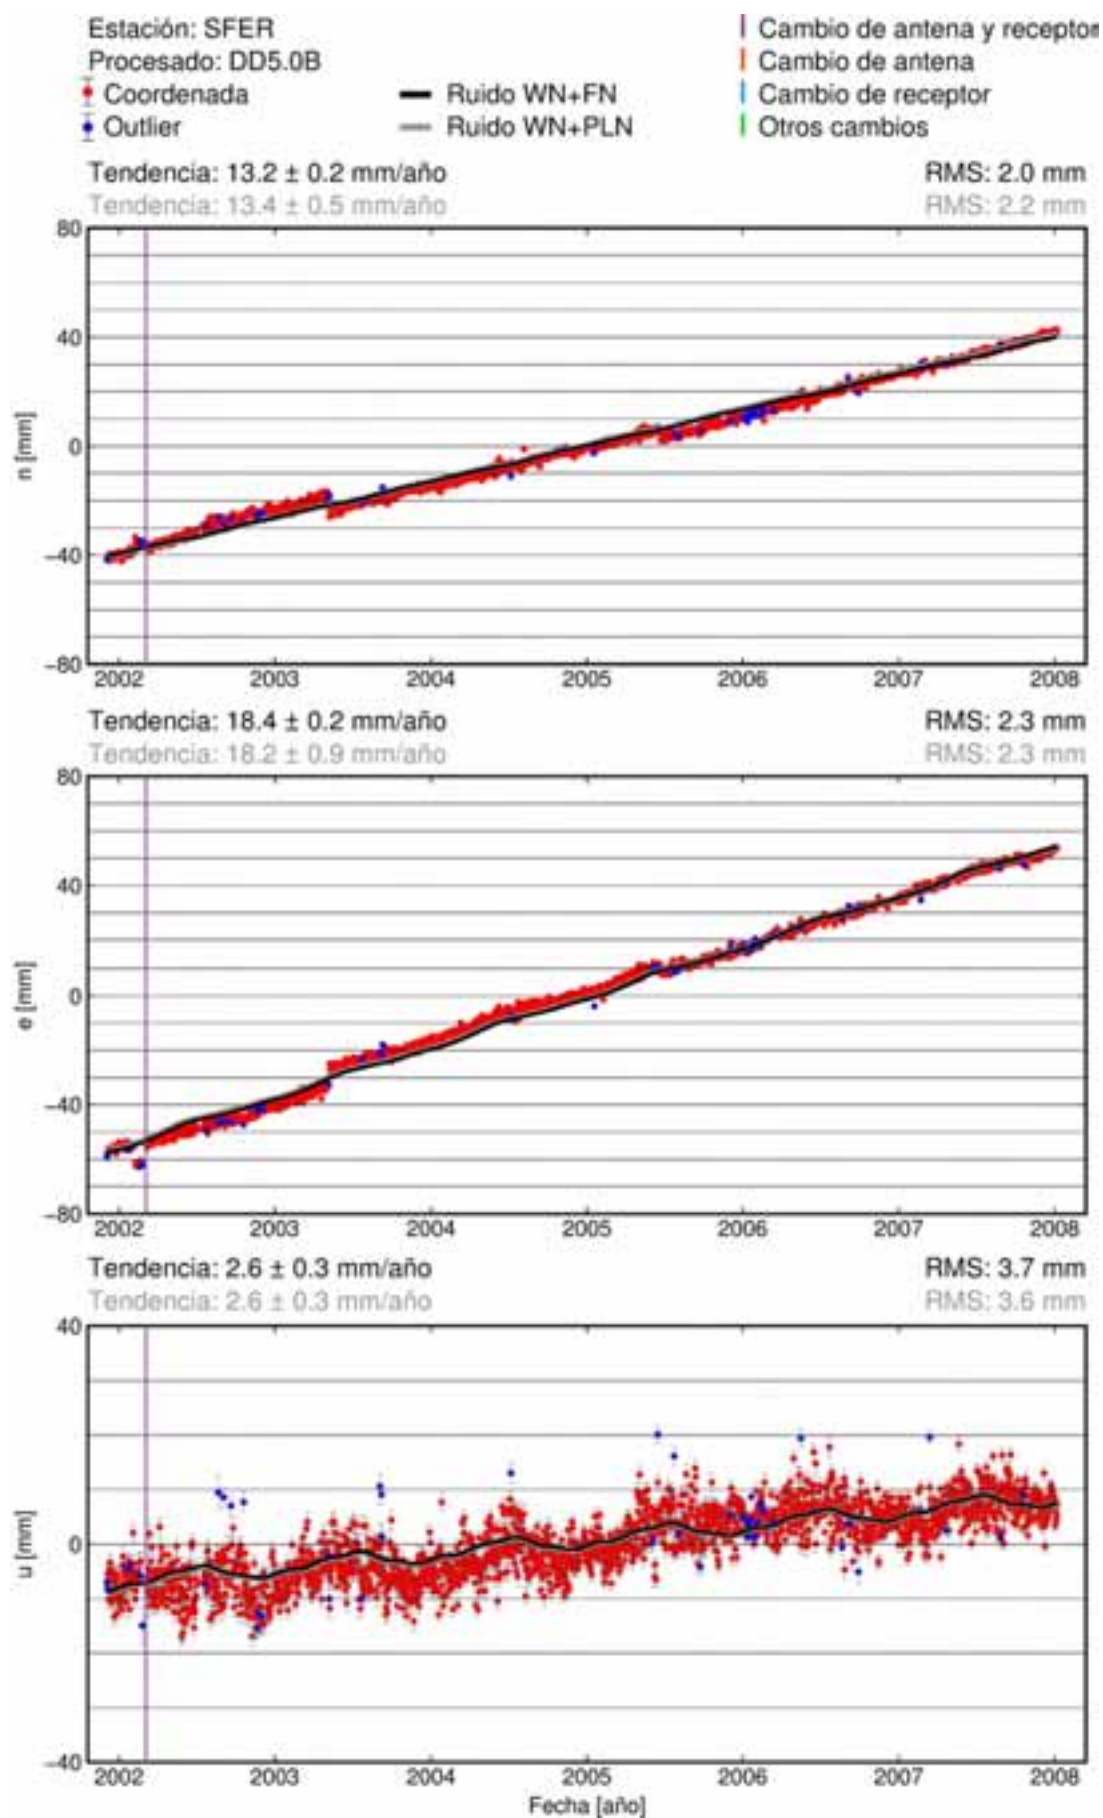 Estación: SFER
Procesado: DD5.0B
Coordenada
Outlier
Ruido WN+FN
Ruido WN+PLN
Cambio de antena y receptor
Cambio de antena
Cambio de receptor
Otros cambios
Tendencia: 13.2 ± 0.2 mm/año RMS: 2.0 mm
Tendencia: 13.4 ± 0.5 mm/año RMS: 2.2 mm
80
40
0
−40
−80
n [mm]
2002 2003 2004 2005 2006 2007 2008
Tendencia: 18.4 ± 0.2 mm/año RMS: 2.3 mm
Tendencia: 18.2 ± 0.9 mm/año RMS: 2.3 mm
80
40
0
−40
−80
e [mm]
2002 2003 2004 2005 2006 2007 2008
Tendencia: 2.6 ± 0.3 mm/año RMS: 3.7 mm
Tendencia: 2.6 ± 0.3 mm/año RMS: 3.6 mm
40
0
−40
u [mm]
2002 2003 2004 2005 2006 2007 2008
Fecha [año]